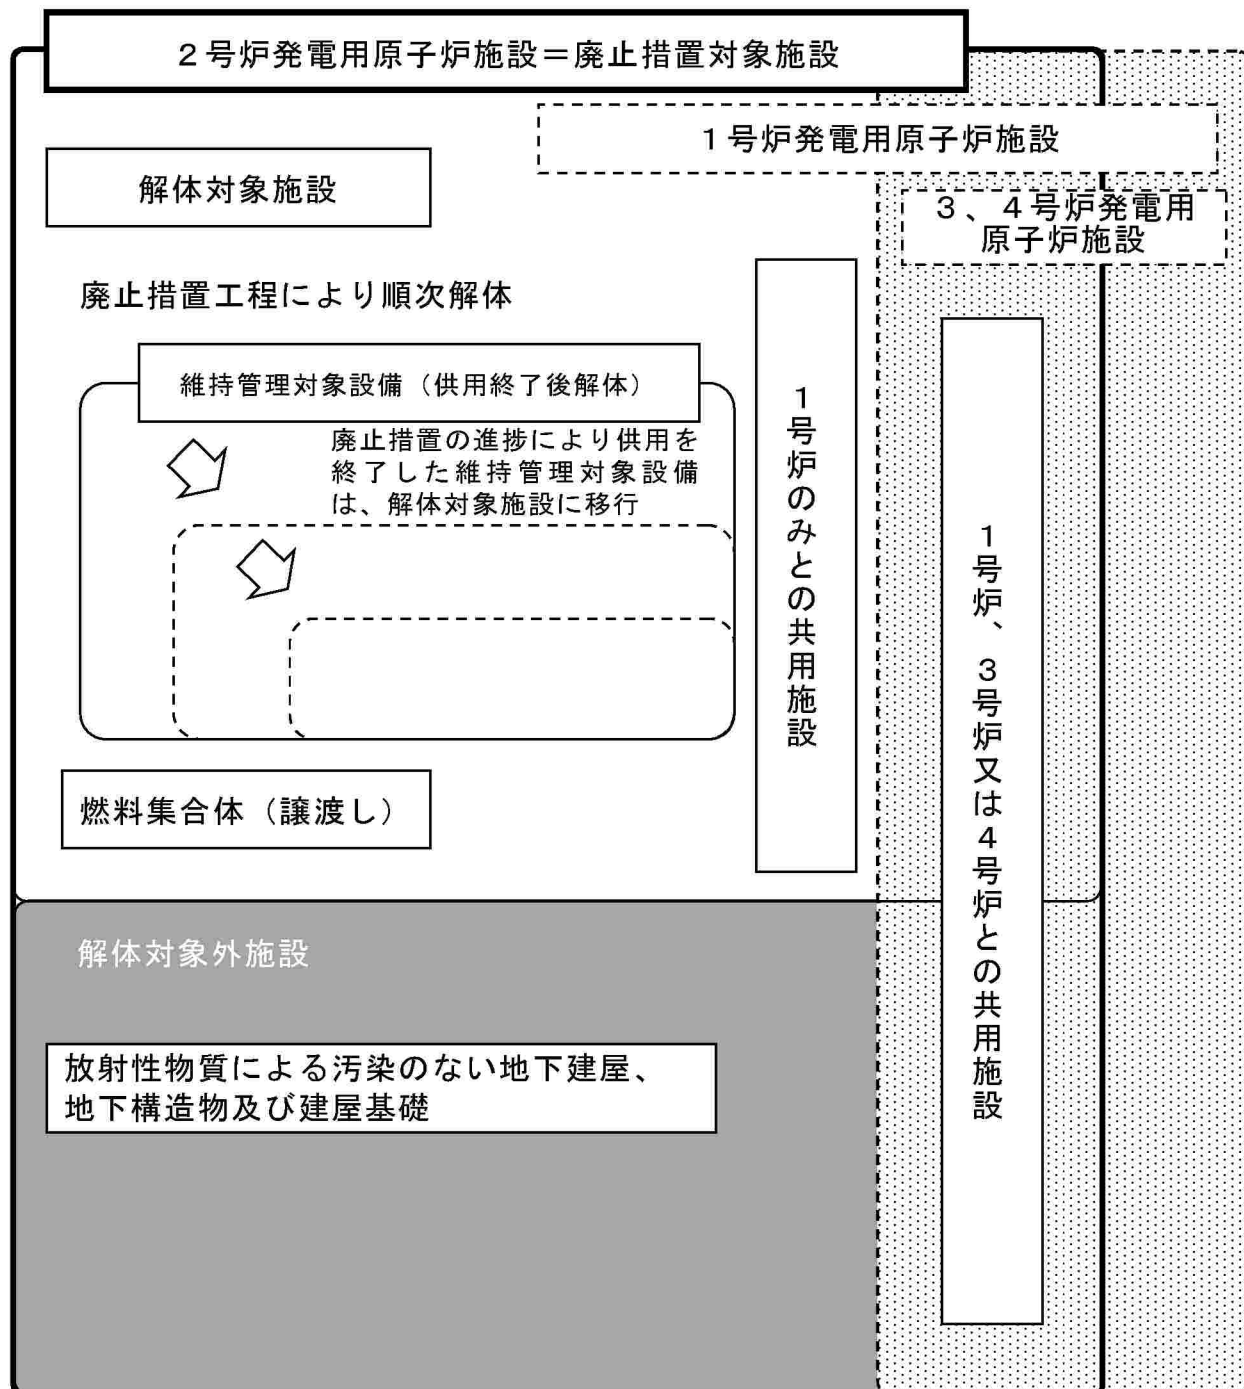 ２号炉発電用原子炉施設＝廃止措置対象施設
１号炉発電用原子炉施設
解体対象施設
３、４号炉発電用
原子炉施設
廃止措置工程により順次解体
維持管理対象設備（供用終了後解体）
廃止措置の進捗により供用を
終了した維持管理対象設備
は、解体対象施設に移行
１号炉のみとの共用施設
１号炉、３号炉又は４号炉との共用施設
燃料集合体（譲渡し）
解体対象外施設
放射性物質による汚染のない地下建屋、
地下構造物及び建屋基礎